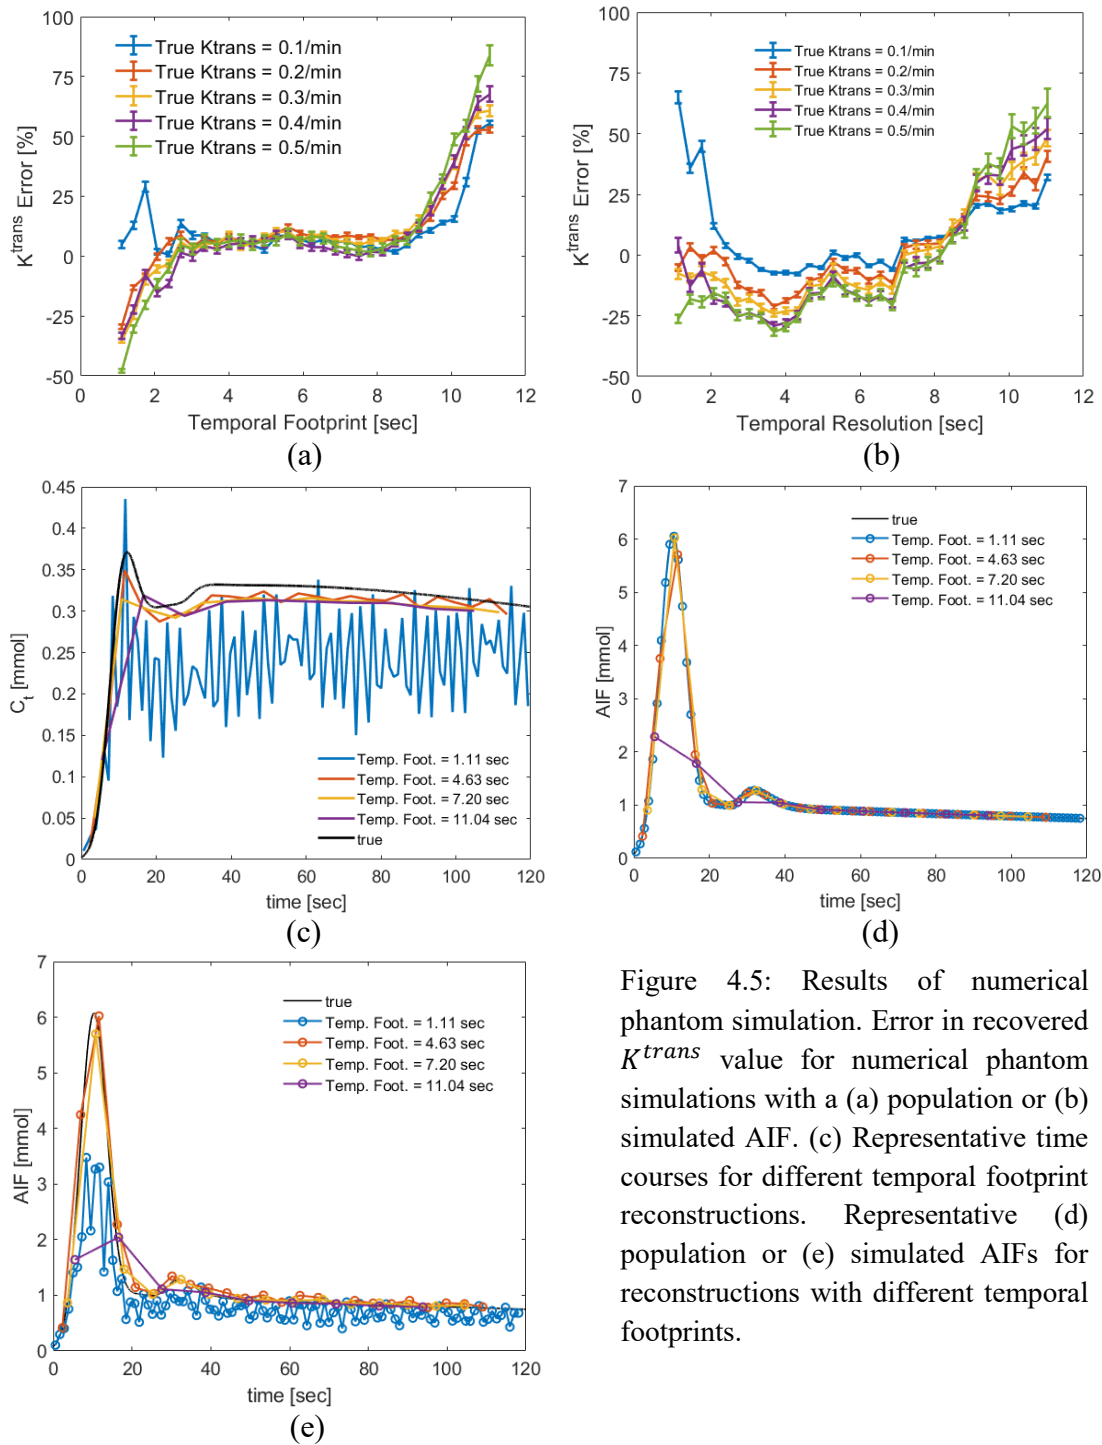 100
75
50
25
0
-25
-50
K^trans Error [%]
True Ktrans = 0.1/min
True Ktrans = 0.2/min
True Ktrans = 0.3/min
True Ktrans = 0.4/min
True Ktrans = 0.5/min
0 2 4 6 8 10 12
Temporal Footprint [sec]
(a)
100
75
50
25
0
-25
-50
K^trans Error [%]
True Ktrans = 0.1/min
True Ktrans = 0.2/min
True Ktrans = 0.3/min
True Ktrans = 0.4/min
True Ktrans = 0.5/min
0 2 4 6 8 10 12
Temporal Resolution [sec]
(b)
0.45
0.4
0.35
0.3
0.25
0.2
0.15
0.1
0.05
0
C_t [mmol]
Temp. Foot. = 1.11 sec
Temp. Foot. = 4.63 sec
Temp. Foot. = 7.20 sec
Temp. Foot. = 11.04 sec
true
0 20 40 60 80 100 120
time [sec]
(c)
7
6
5
4
3
2
1
0
AIF [mmol]
true
Temp. Foot. = 1.11 sec
Temp. Foot. = 4.63 sec
Temp. Foot. = 7.20 sec
Temp. Foot. = 11.04 sec
0 20 40 60 80 100 120
time [sec]
(d)
7
6
5
4
3
2
1
0
AIF [mmol]
true
Temp. Foot. = 1.11 sec
Temp. Foot. = 4.63 sec
Temp. Foot. = 7.20 sec
Temp. Foot. = 11.04 sec
0 20 40 60 80 100 120
time [sec]
(e)
Figure 4.5: Results of numerical
phantom simulation. Error in recovered
K^trans value for numerical phantom
simulations with a (a) population or (b)
simulated AIF. (c) Representative time
courses for different temporal footprint
reconstructions. Representative (d)
population or (e) simulated AIFs for
reconstructions with different temporal
footprints.